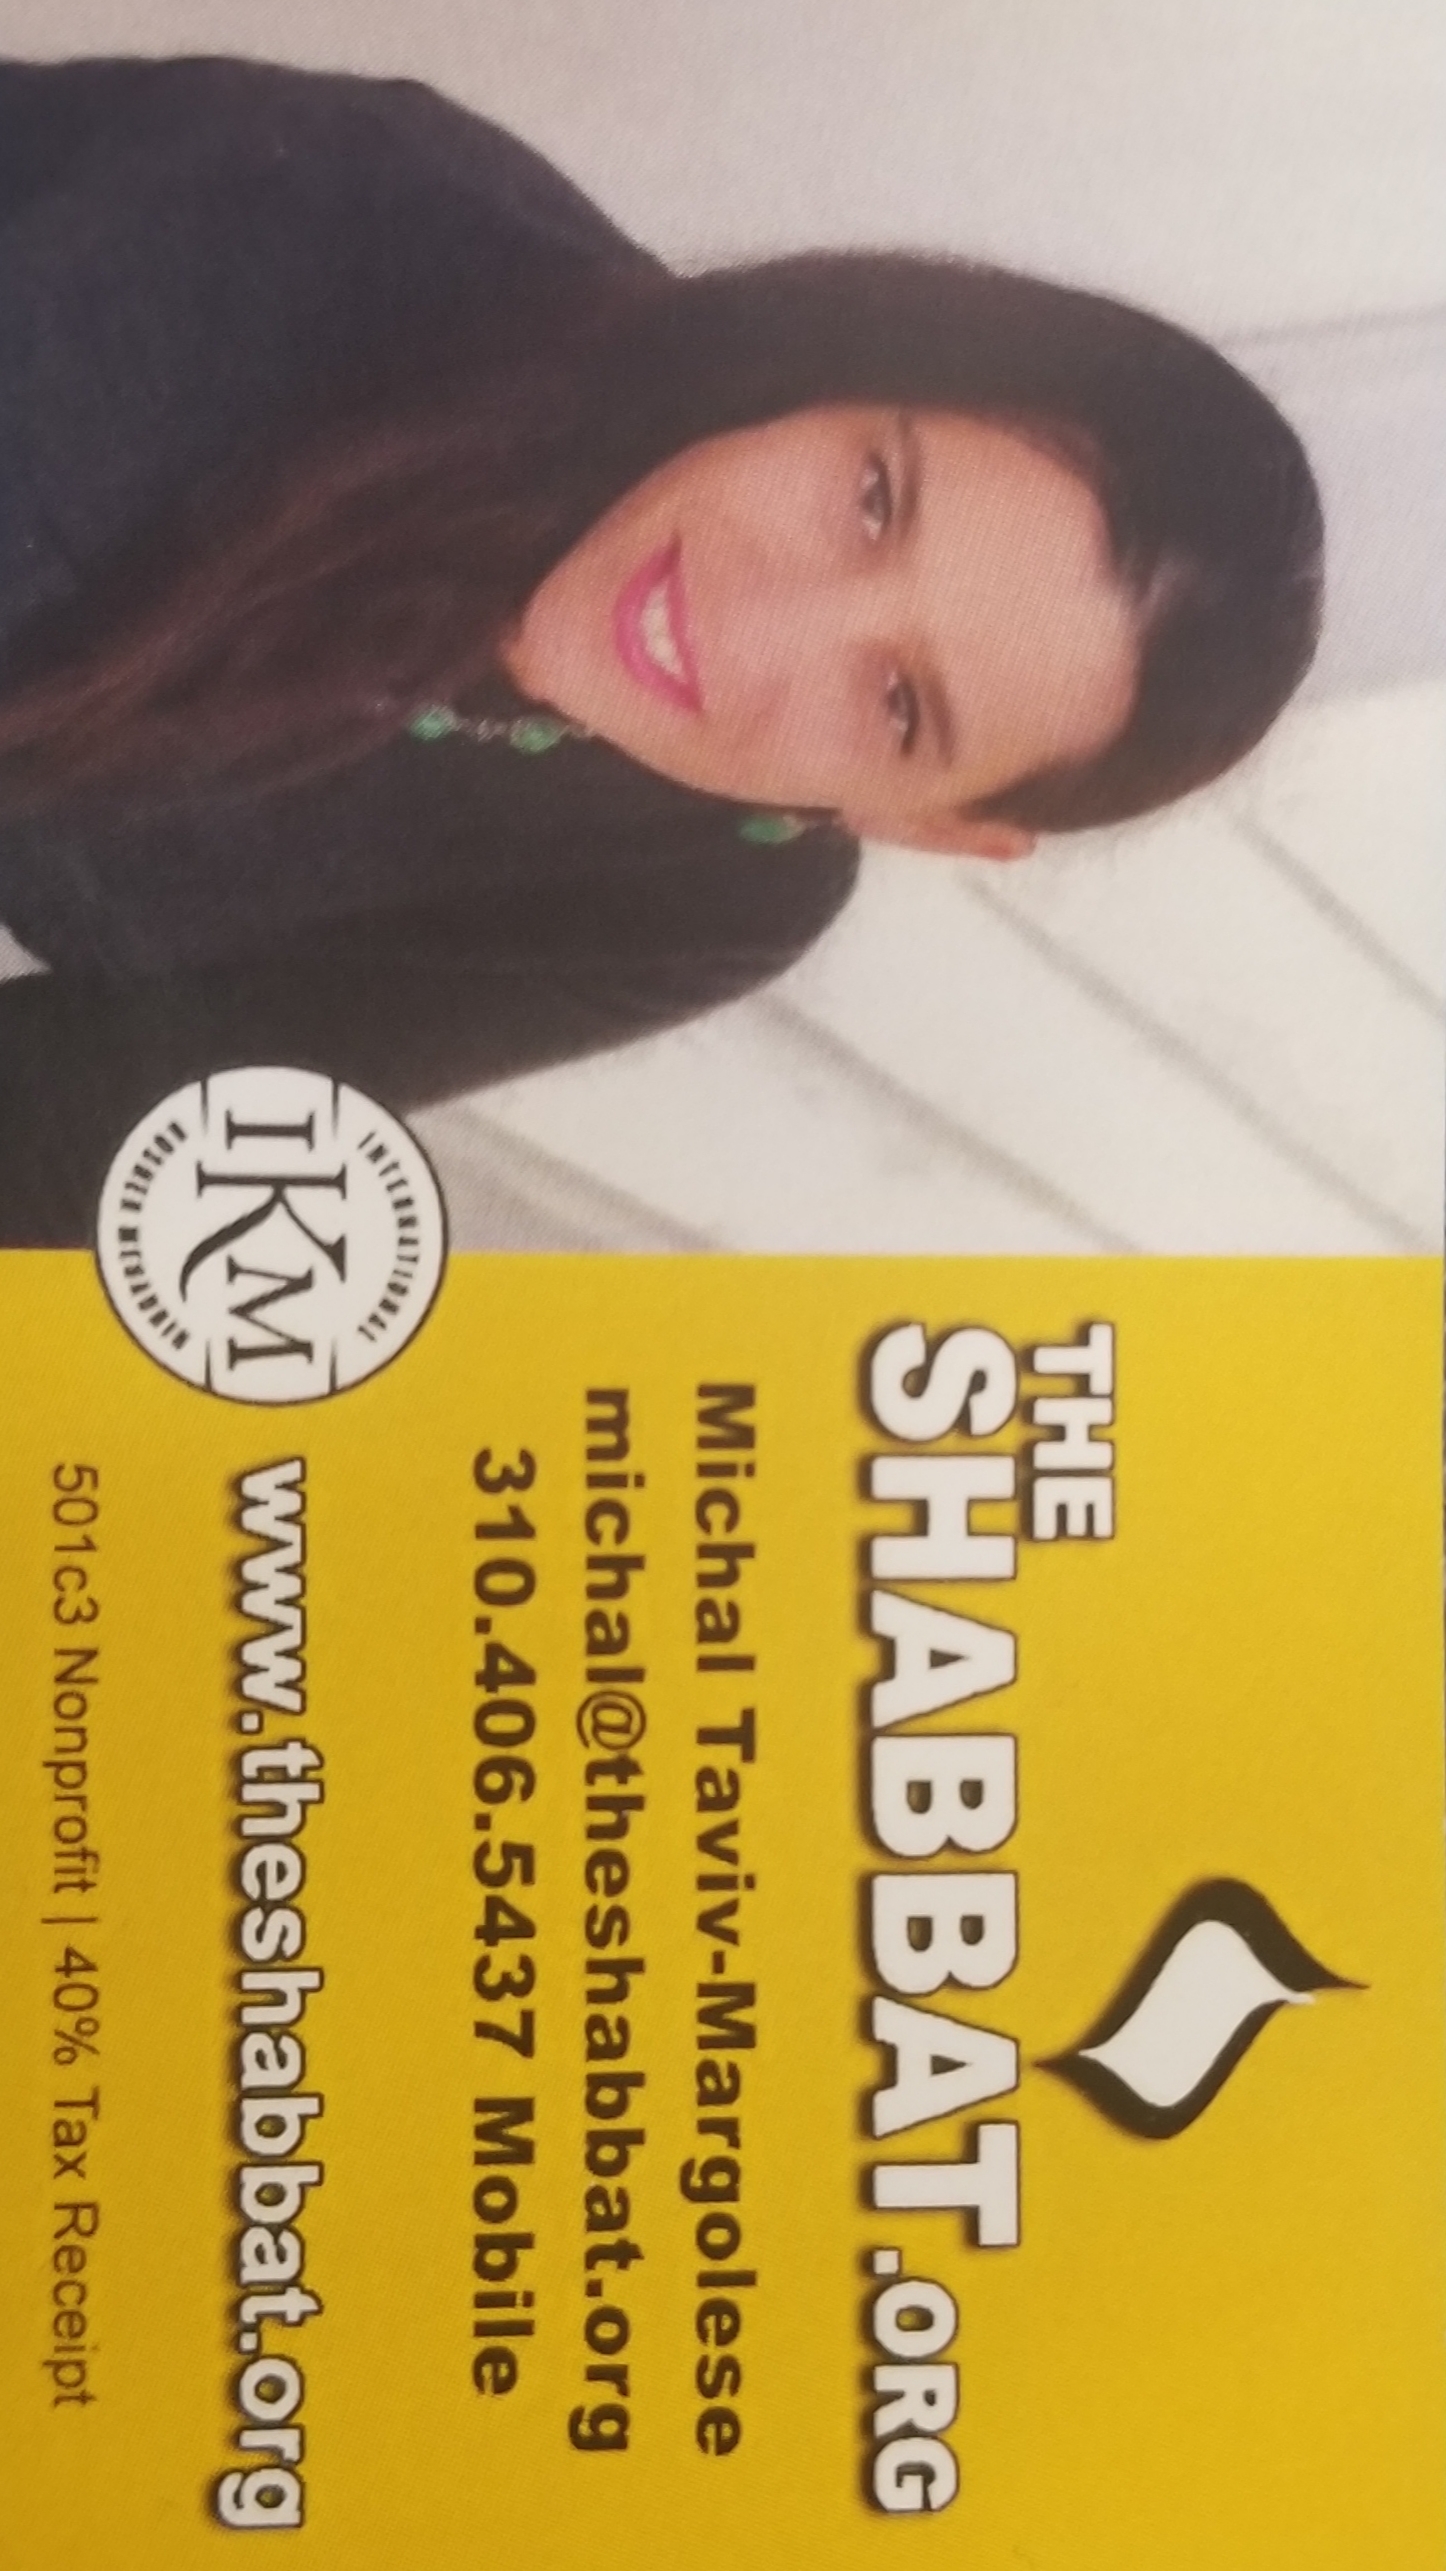 THE
SHABBAT.ORG
Michal Taviv-Margolese
michal@theshabbat.org
310.406.5437 Mobile
INTERNATIONAL
IKM
KOSHER MEHADRIN
www.theshabbat.org
501c3 Nonprofit | 40% Tax Receipt